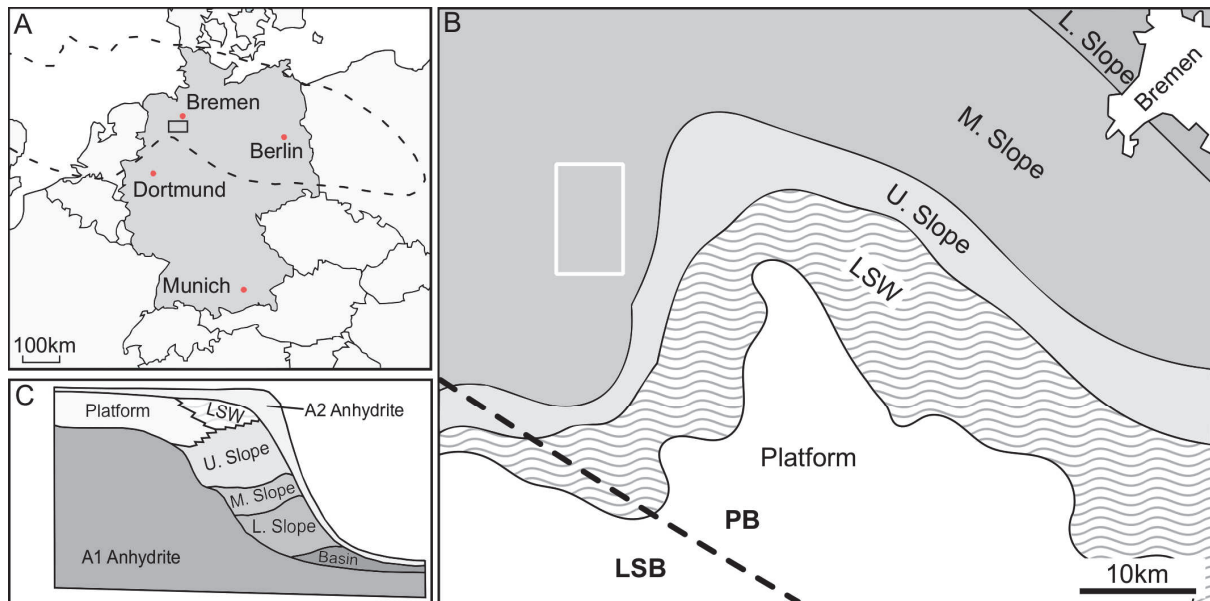 A
Bremen
Berlin
Dortmund
Munich
100km
B
L. Slope
Bremen
M. Slope
U. Slope
LSW
Platform
PB
LSB
10km
C
Platform
LSW
A2 Anhydrite
U. Slope
M. Slope
L. Slope
A1 Anhydrite
Basin